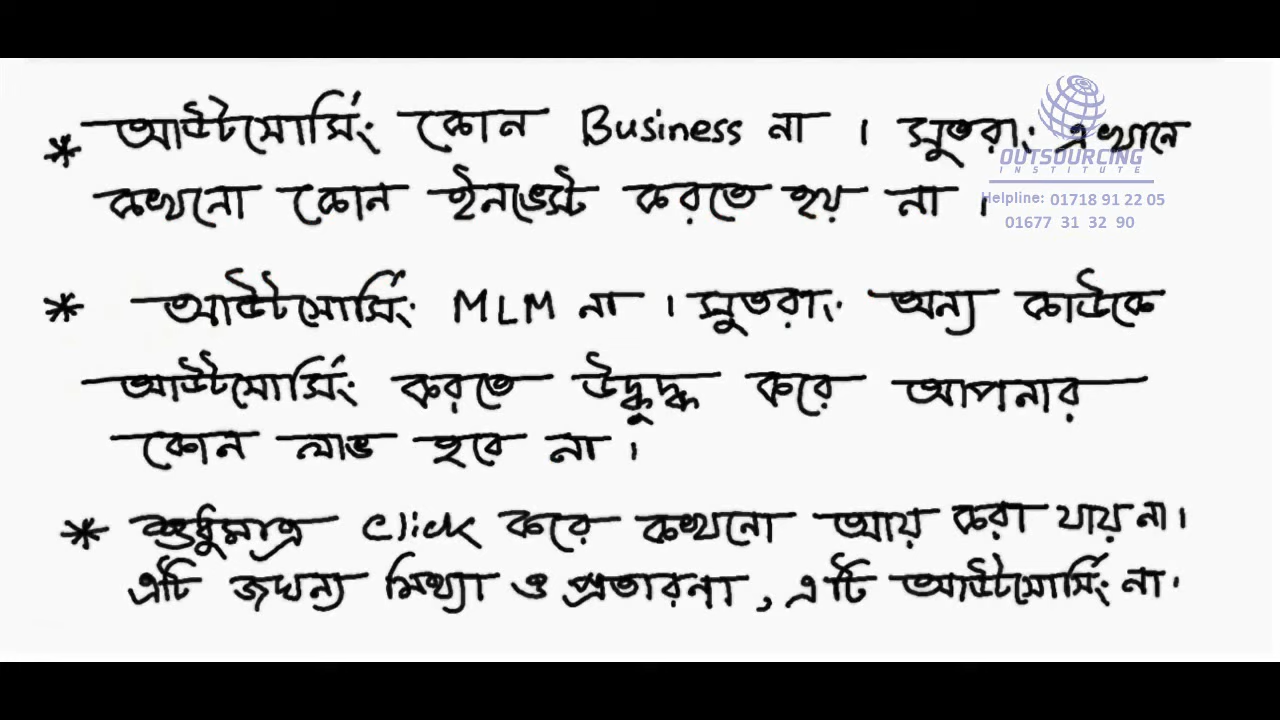 * আউটসোর্সিং কোন Business না । সুতরাং এখানে
কখনো কোন ইনভেস্ট করতে হয় না ।
* আউটসোর্সিং MLM না । সুতরাং অন্য কাউকে
আউটসোর্সিং করতে উদ্ভুদ্ধ করে আপনার
কোন লাভ হবে না ।
* শুধুমাত্র Click করে কখনো আয় করা যায় না।
এটি জঘন্য মিথ্যা ও প্রতারনা, এটি আউটসোর্সিং না।
OUTSOURCING
INSTITUTE
Helpline: 01718 91 22 05
01677 31 32 90